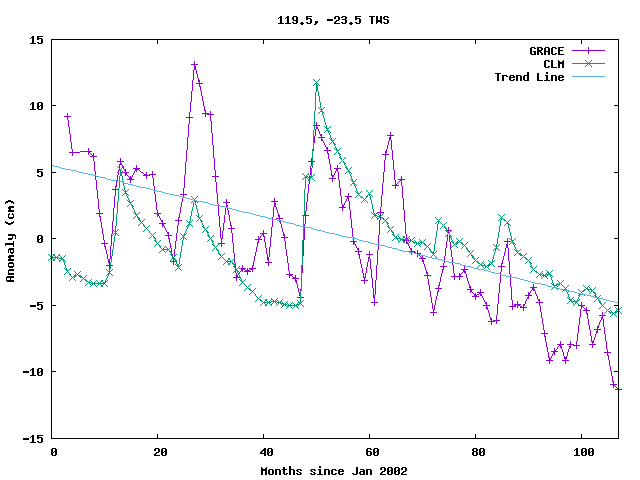 119.5, -23.5 TWS
GRACE
CLM
Trend Line
Anomaly (cm)
15
10
5
0
-5
-10
-15
0 20 40 60 80 100
Months since Jan 2002